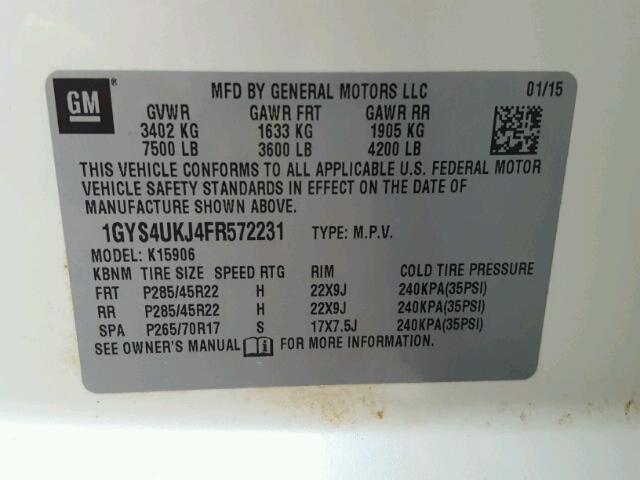 GM
MFD BY GENERAL MOTORS LLC 01/15
GVWR GAWR FRT GAWR RR
3402 KG 1633 KG 1905 KG
7500 LB 3600 LB 4200 LB
THIS VEHICLE CONFORMS TO ALL APPLICABLE U.S. FEDERAL MOTOR
VEHICLE SAFETY STANDARDS IN EFFECT ON THE DATE OF
MANUFACTURE SHOWN ABOVE.
1GYS4UKJ4FR572231 TYPE: M.P.V.
MODEL: K15906
KBNM TIRE SIZE SPEED RTG RIM COLD TIRE PRESSURE
FRT P285/45R22 H 22X9J 240KPA(35PSI)
RR P285/45R22 H 22X9J 240KPA(35PSI)
SPA P265/70R17 S 17X7.5J 240KPA(35PSI)
SEE OWNER'S MANUAL FOR MORE INFORMATION.